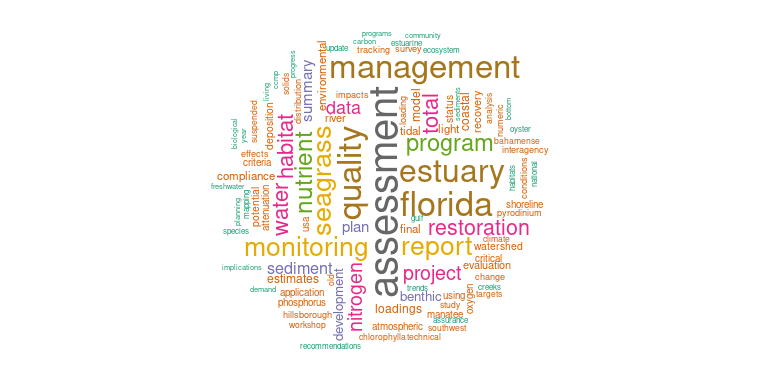 programs
community
carbon
estuarine
update
tracking
survey
ecosystem
management
progress
ccmp
solids
living
distribution
environmental
summary
impacts
data
river
loading
model
total
status
sediments
coastal
recovery
analysis
numeric
bottom
oyster
biological
year
suspended
deposition
habitat
nutrient
seagrass
quality
assessment
tidal
light
program
bahamense
interagency
effects
criteria
compliance
freshwater
water
estuary
habitats
conditions
national
planning
mapping
potential
attenuation
usa
florida
shoreline
pyrodinium
species
plan
gulf
final
restoration
monitoring
report
climate
watershed
critical
implications
sediment
project
evaluation
demand
estimates
old
development
nitrogen
trends
benthic
using
oxygen
change
creeks
targets
application
phosphorus
hillsborough
workshop
loadings
study
manatee
assurance
atmospheric
southwest
chlorophylla
technical
recommendations